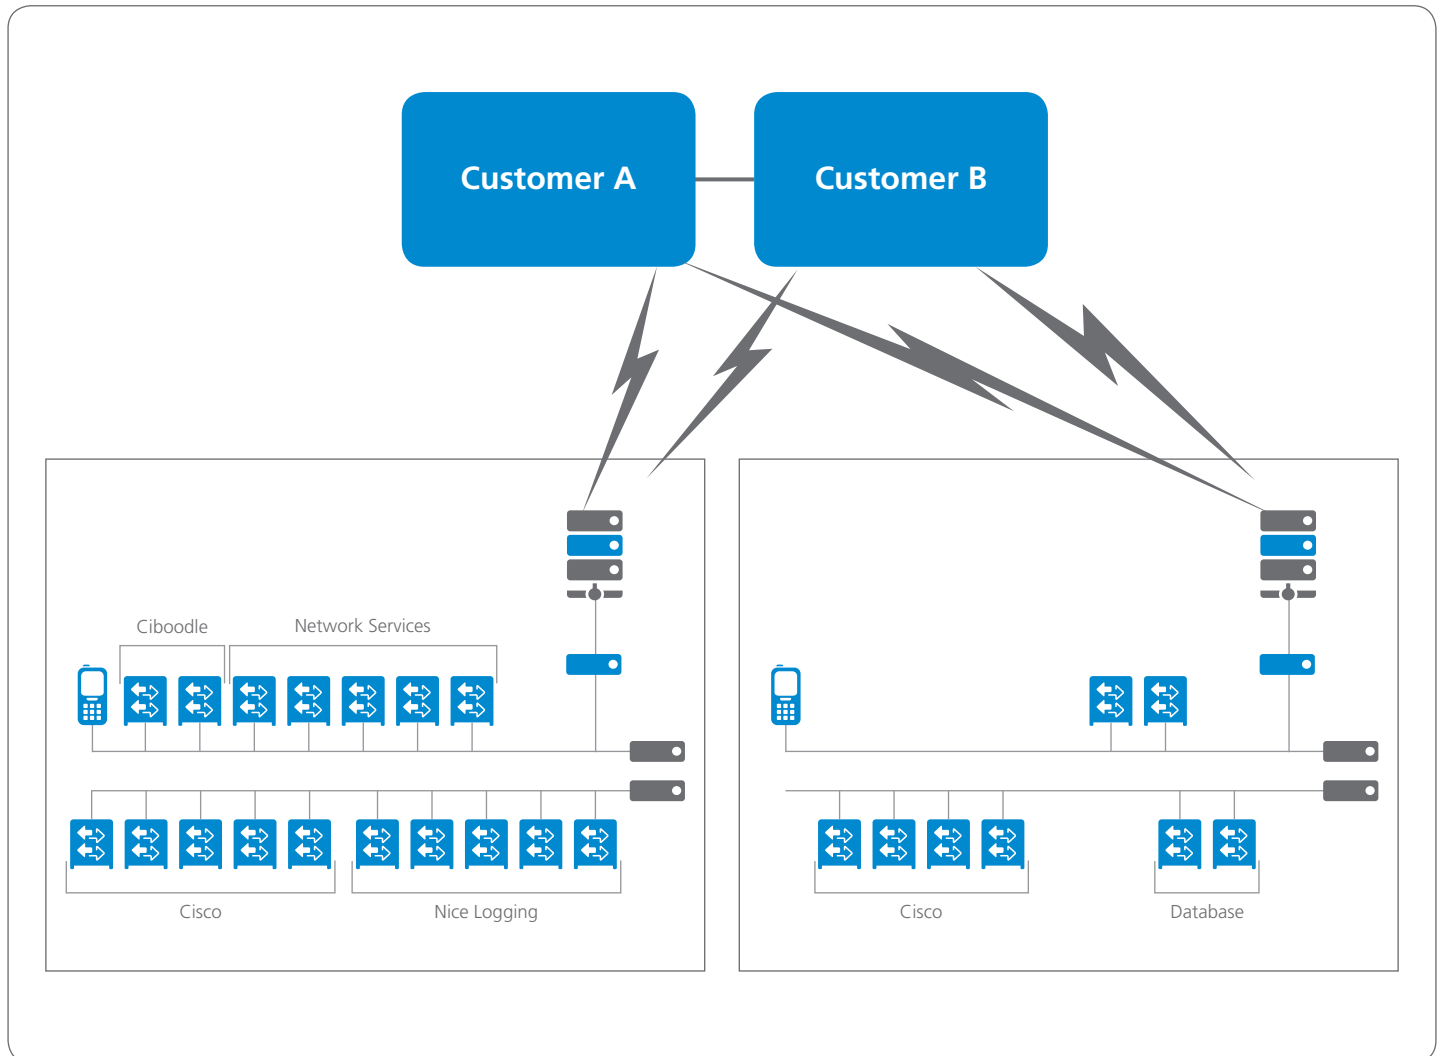 Customer A
Customer B
Ciboodle
Network Services
Cisco
Nice Logging
Cisco
Database